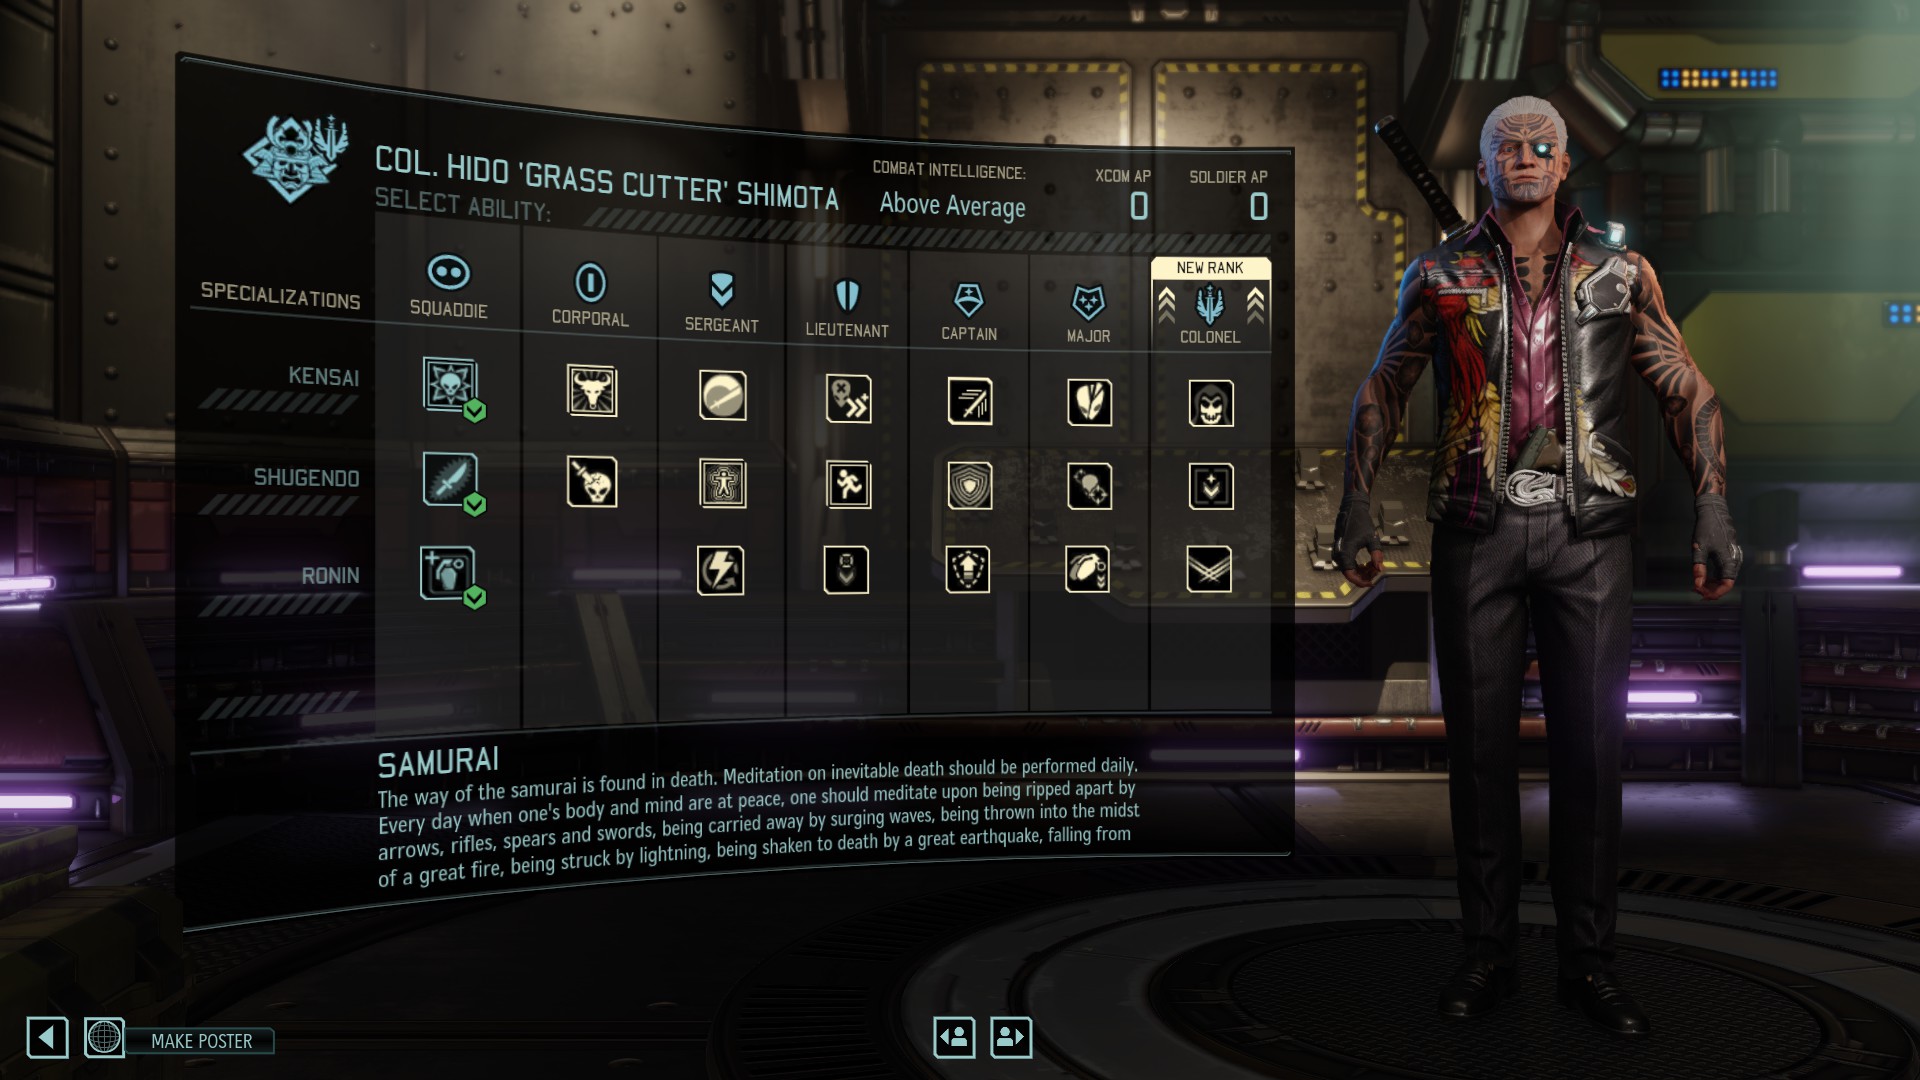 COL. HIDO 'GRASS CUTTER' SHIMOTA
SELECT ABILITY:
COMBAT INTELLIGENCE:
Above Average
XCOM AP
0
SOLDIER AP
0
SPECIALIZATIONS
SQUADDIE
CORPORAL
SERGEANT
LIEUTENANT
CAPTAIN
MAJOR
NEW RANK
COLONEL
KENSAI
SHUGENDO
RONIN
SAMURAI
The way of the samurai is found in death. Meditation on inevitable death should be performed daily.
Every day when one's body and mind are at peace, one should meditate upon being ripped apart by
arrows, rifles, spears and swords, being carried away by surging waves, being thrown into the midst
of a great fire, being struck by lightning, being shaken to death by a great earthquake, falling from
MAKE POSTER